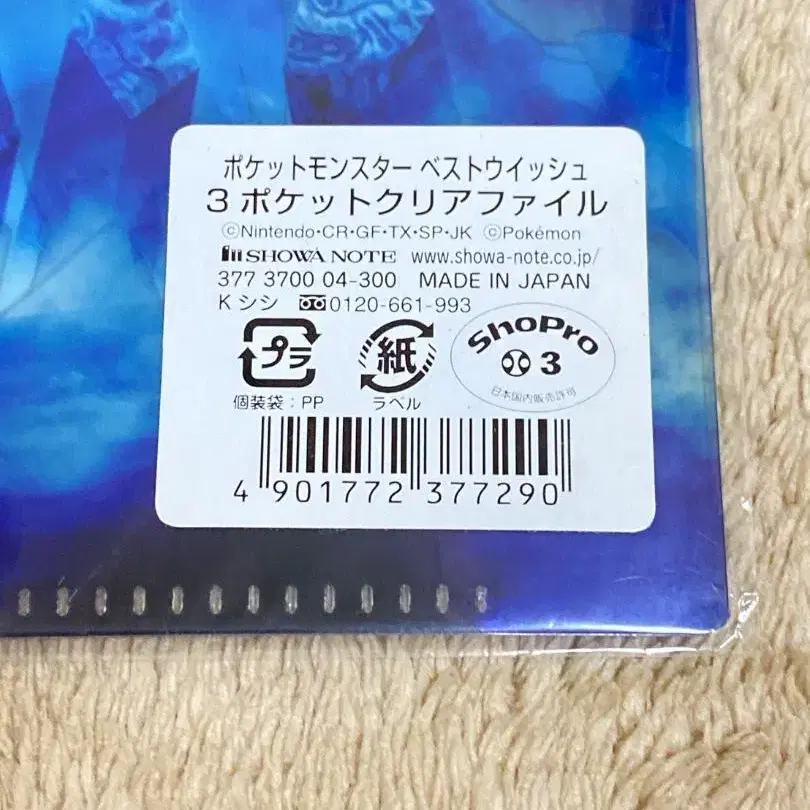 ポケットモンスター ベストウイッシュ
3 ポケットクリアファイル
©Nintendo・CR・GF・TX・SP・JK ©Pokémon
SHOWA NOTE www.showa-note.co.jp/
377 3700 04-300 MADE IN JAPAN
K シシ 0120-661-993
プラ
個装袋：PP
紙
ラベル
ShoPro
3
日本国内販売許可
4 901772 377290